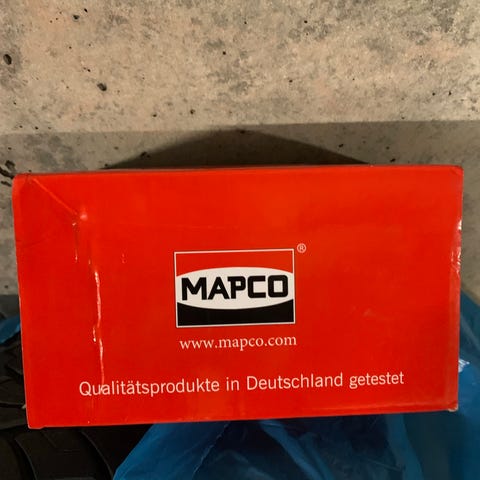 MAPCO®
www.mapco.com
Qualitätsprodukte in Deutschland getestet